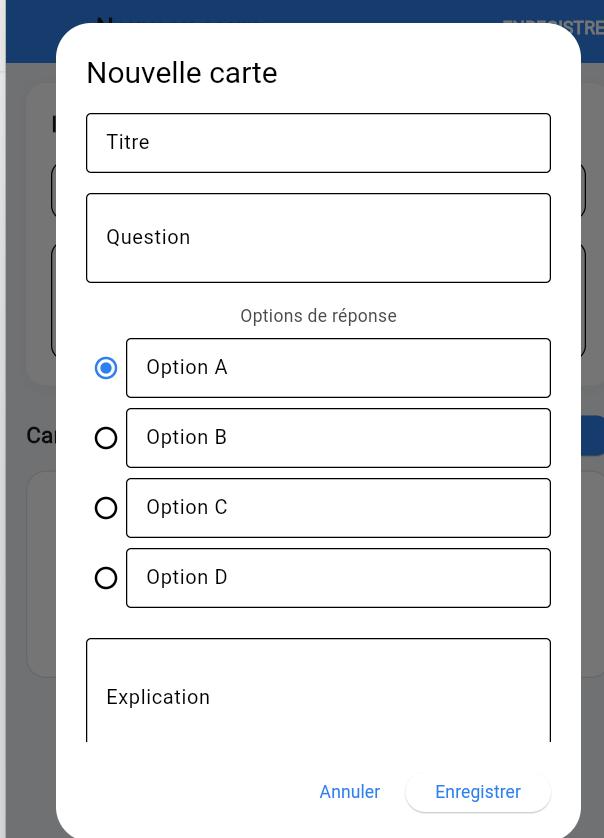 Nouvelle carte
Titre
Question
Options de réponse
Option A
Option B
Option C
Option D
Explication
Annuler
Enregistrer